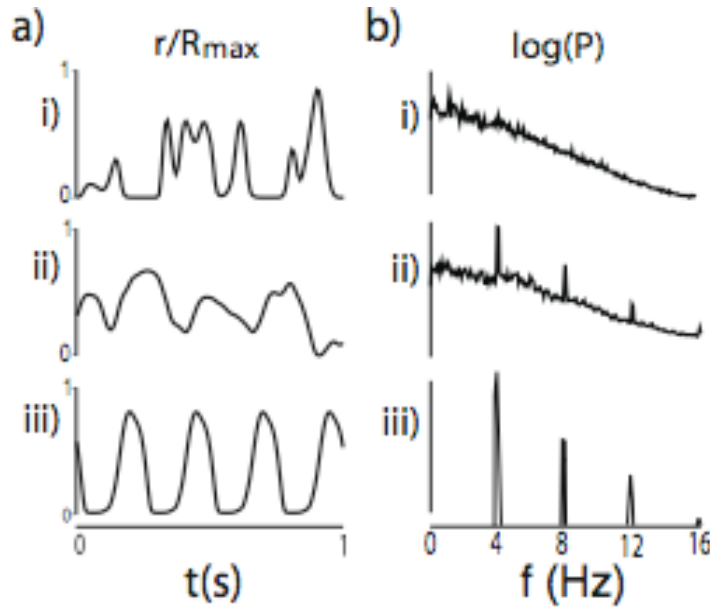 a) r/Rmax b) log(P)
1
i) i)
0
1
ii) ii)
0
1
iii) iii)
0
0 1 0 4 8 12 16
t(s) f (Hz)